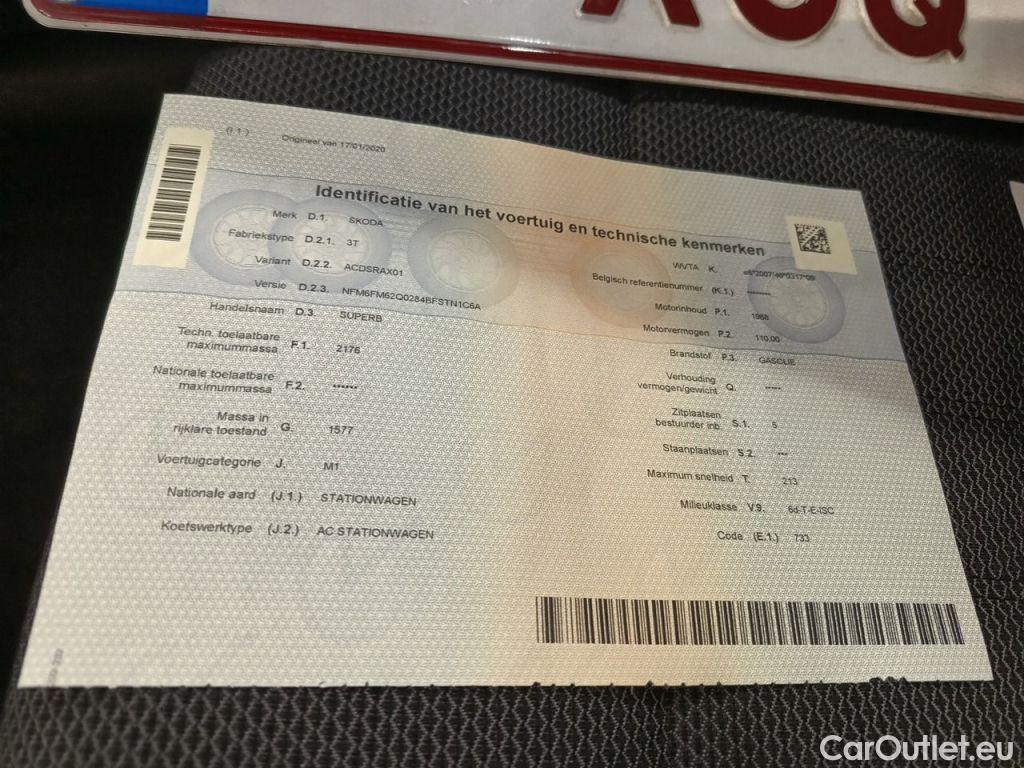 (I 1 )
Origineel van 17/01/2020
Identificatie van het voertuig en technische kenmerken
Merk D.1. SKODA
Fabriekstype D.2.1. 3T
Variant D.2.2. ACDSRAX01
Versie D.2.3. NFM6FM62Q0284BFSTN1C6A
Handelsnaam D.3. SUPERB
Techn. toelaatbare
maximummassa F.1. 2176
Nationale toelaatbare
maximummassa F.2. ••••••
Massa in
rijklare toestand G. 1577
Voertuigcategorie J. M1
Nationale aard (J.1.) STATIONWAGEN
Koetswerktype (J.2.) AC STATIONWAGEN
WVTA K.
Belgisch referentienummer (K.1.)
Motorinhoud P.1. 1968
Motorvermogen P.2. 110,00
Brandstof P.3. GASOLIE
Verhouding
vermogen/gewicht Q. -----
Zitplaatsen
bestuurder inb. S.1. 5
Staanplaatsen S.2. ---
Maximum snelheid T. 213
Milieuklasse V.9. 6d-T-E-ISC
Code (E.1.) 733
CarOutlet.eu